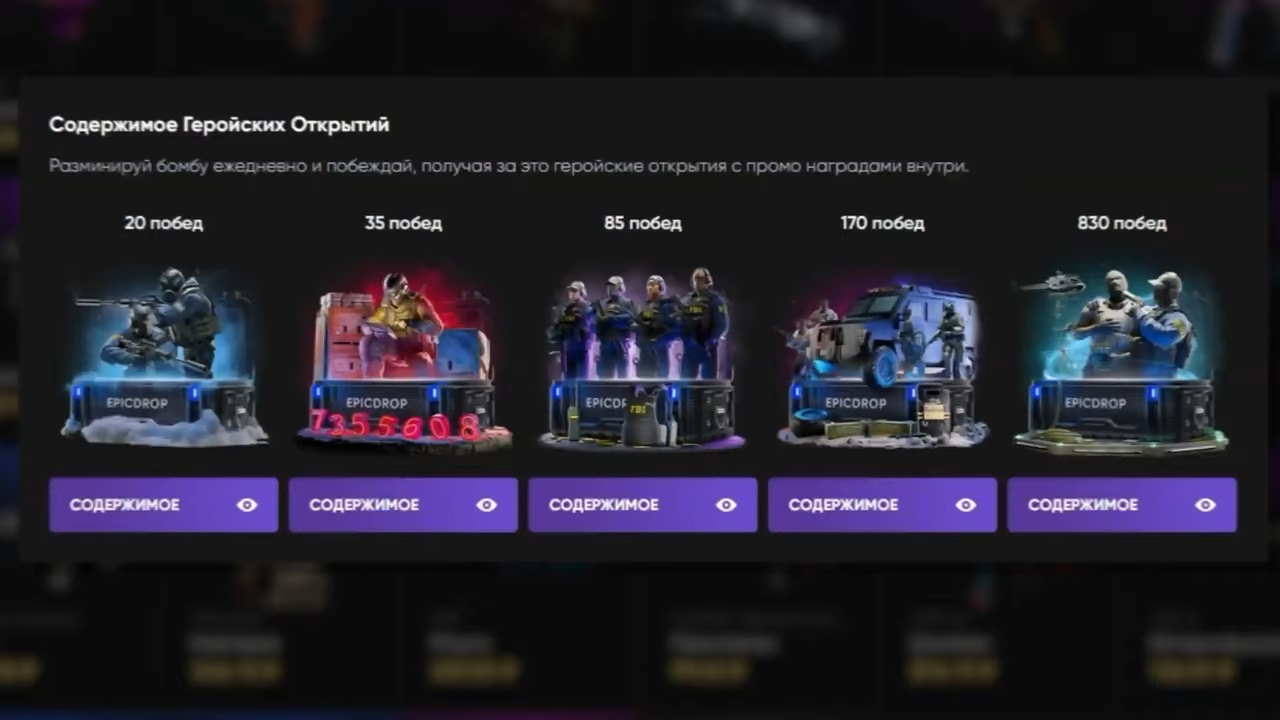 Содержимое Геройских Открытий
Разминируй бомбу ежедневно и побеждай, получая за это геройские открытия с промо наградами внутри.
20 побед
35 побед
85 побед
170 побед
830 побед
EPICDROP
EPICDROP
EPICD
EPICDROP
EPICDROP
7355608
FBI
СОДЕРЖИМОЕ
СОДЕРЖИМОЕ
СОДЕРЖИМОЕ
СОДЕРЖИМОЕ
СОДЕРЖИМОЕ